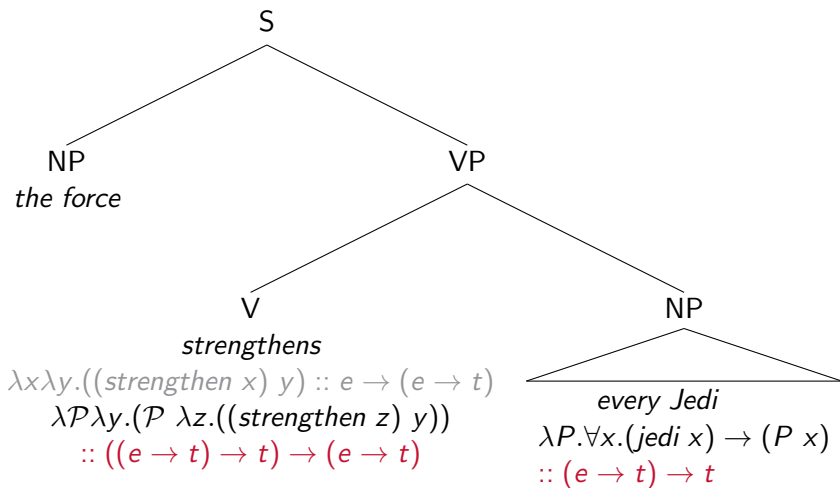 S
NP
the force
VP
V
strengthens
λxλy.((strengthen x) y) :: e → (e → t)
λ𝒫λy.(𝒫 λz.((strengthen z) y))
:: ((e → t) → t) → (e → t)
NP
every Jedi
λP.∀x.(jedi x) → (P x)
:: (e → t) → t